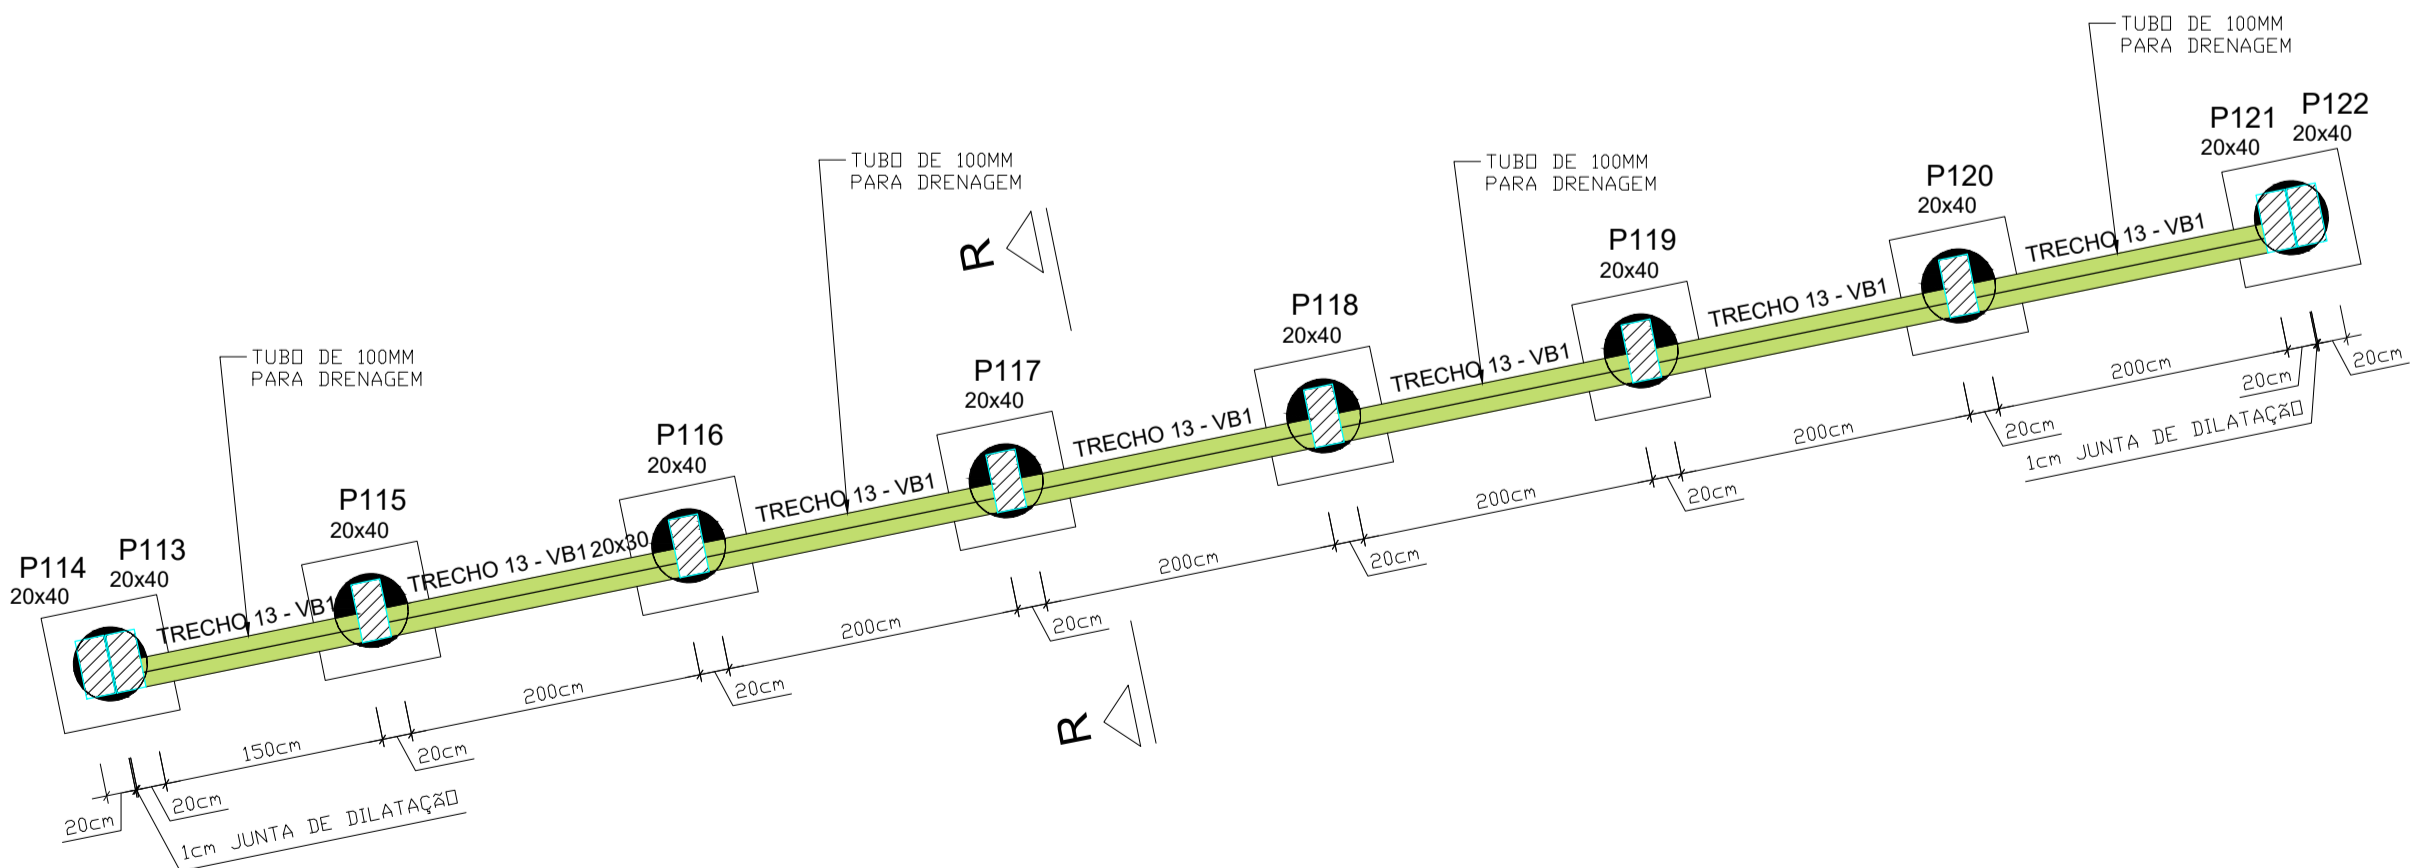 TUBO DE 100MM
PARA DRENAGEM
P121
20x40
P122
20x40
TUBO DE 100MM
PARA DRENAGEM
TUBO DE 100MM
PARA DRENAGEM
P120
20x40
TRECHO 13 - VB1
R
P119
20x40
TRECHO 13 - VB1
P118
20x40
TRECHO 13 - VB1
TUBO DE 100MM
PARA DRENAGEM
P117
20x40
TRECHO 13 - VB1
P116
20x40
TRECHO 13 - VB1
P115
20x40
TRECHO 13 - VB1 20x30
P114
20x40
P113
20x40
TRECHO 13 - VB1
20cm
1cm JUNTA DE DILATAÇÃO
20cm
150cm
20cm
200cm
20cm
200cm
20cm
200cm
20cm
200cm
20cm
200cm
20cm
200cm
20cm
1cm JUNTA DE DILATAÇÃO
20cm
R